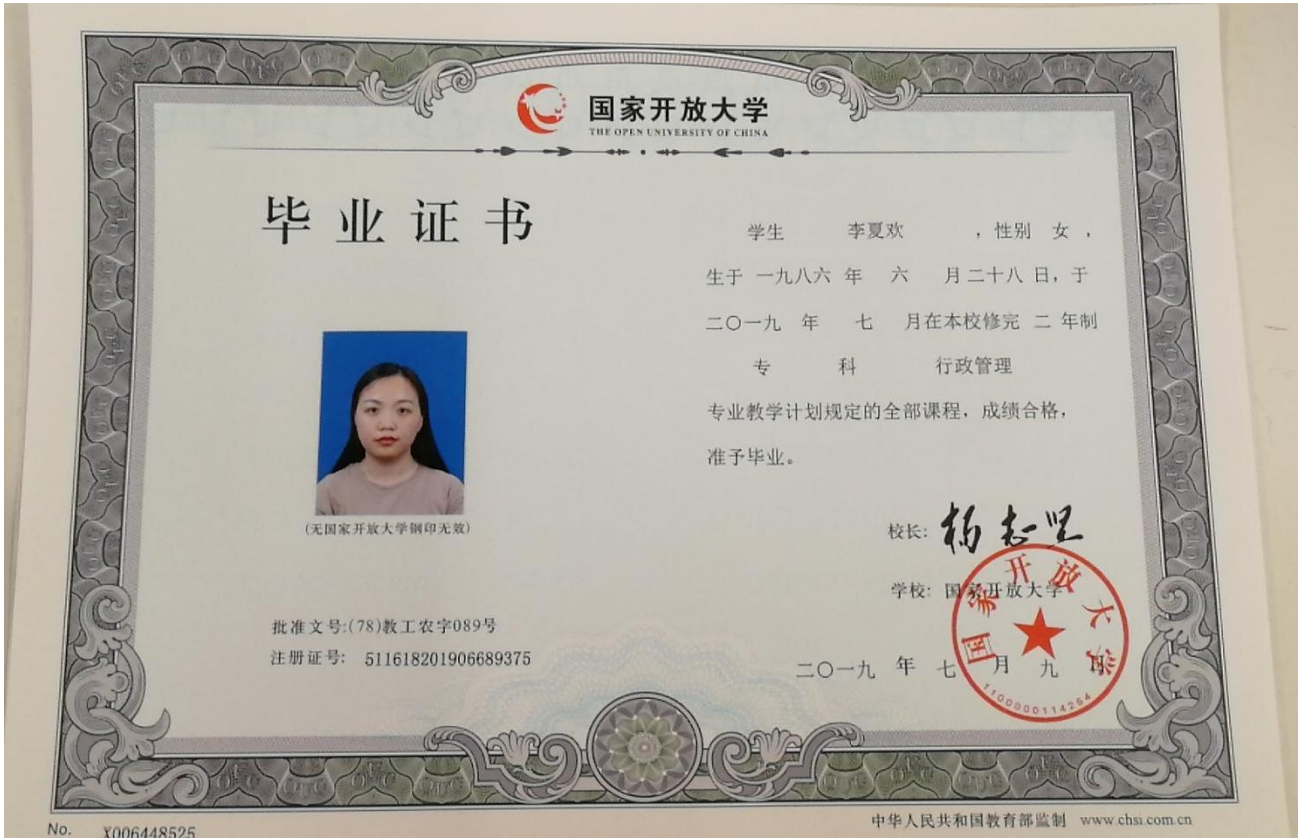 国家开放大学
THE OPEN UNIVERSITY OF CHINA
毕业证书
(无国家开放大学钢印无效)
批准文号:(78)教工农字089号
注册证号: 511618201906689375
学生 李夏欢 ,性别 女 ,
生于 一九八六 年 六 月二十八 日,于
二〇一九 年 七 月在本校修完 二 年制
专 科 行政管理
专业教学计划规定的全部课程,成绩合格,
准予毕业。
校长: 杨志坚
学校: 国家开放大学
二〇一九 年 七 月 九 日
国家开放大学
1100000114264
No. X006448525
中华人民共和国教育部监制 www.chsi.com.cn